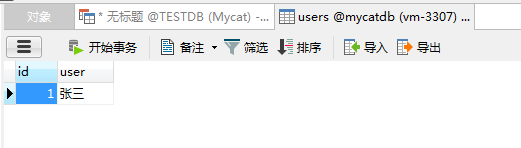 对象 * 无标题 @TESTDB (Mycat) -... users @mycatdb (vm-3307) ...
开始事务 备注 筛选 排序 导入 导出
id user
1 张三